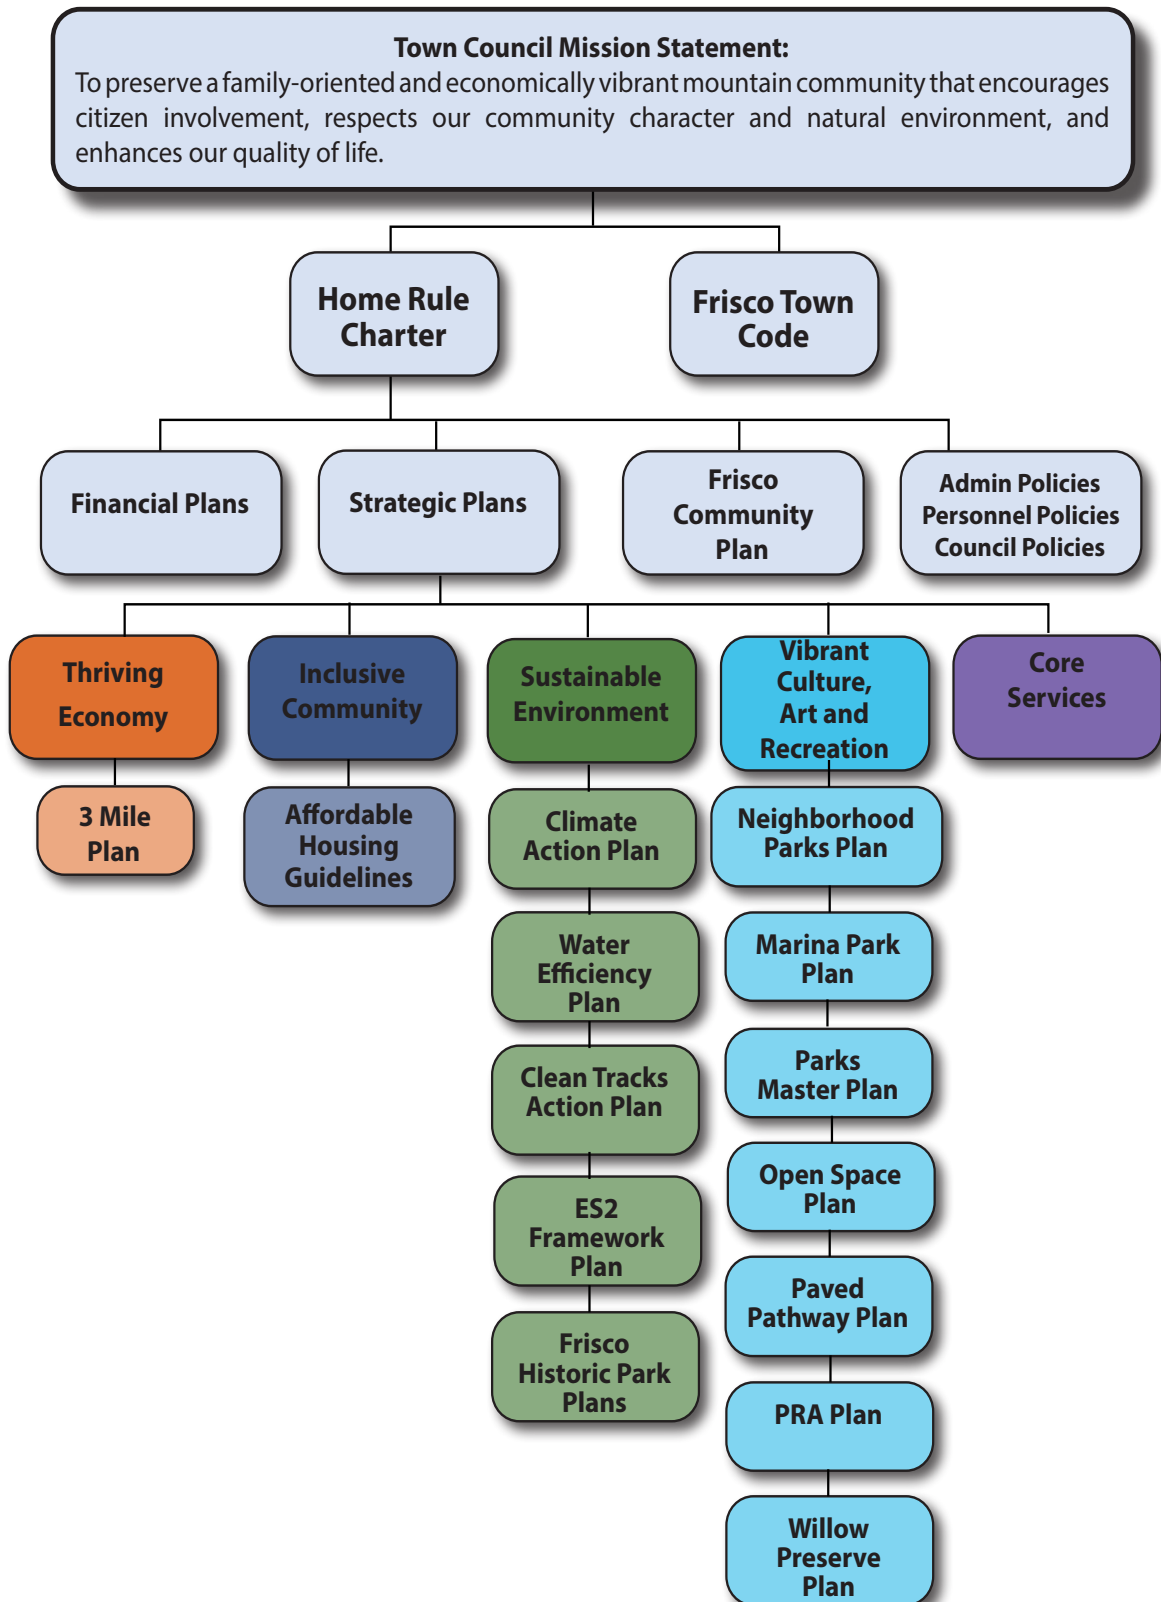 Town Council Mission Statement:
To preserve a family-oriented and economically vibrant mountain community that encourages
citizen involvement, respects our community character and natural environment, and
enhances our quality of life.
Home Rule
Charter
Frisco Town
Code
Financial Plans
Strategic Plans
Frisco
Community
Plan
Admin Policies
Personnel Policies
Council Policies
Thriving
Economy
Inclusive
Community
Sustainable
Environment
Vibrant
Culture,
Art and
Recreation
Core
Services
3 Mile
Plan
Affordable
Housing
Guidelines
Climate
Action Plan
Neighborhood
Parks Plan
Water
Efficiency
Plan
Marina Park
Plan
Clean Tracks
Action Plan
Parks
Master Plan
ES2
Framework
Plan
Open Space
Plan
Frisco
Historic Park
Plans
Paved
Pathway Plan
PRA Plan
Willow
Preserve
Plan